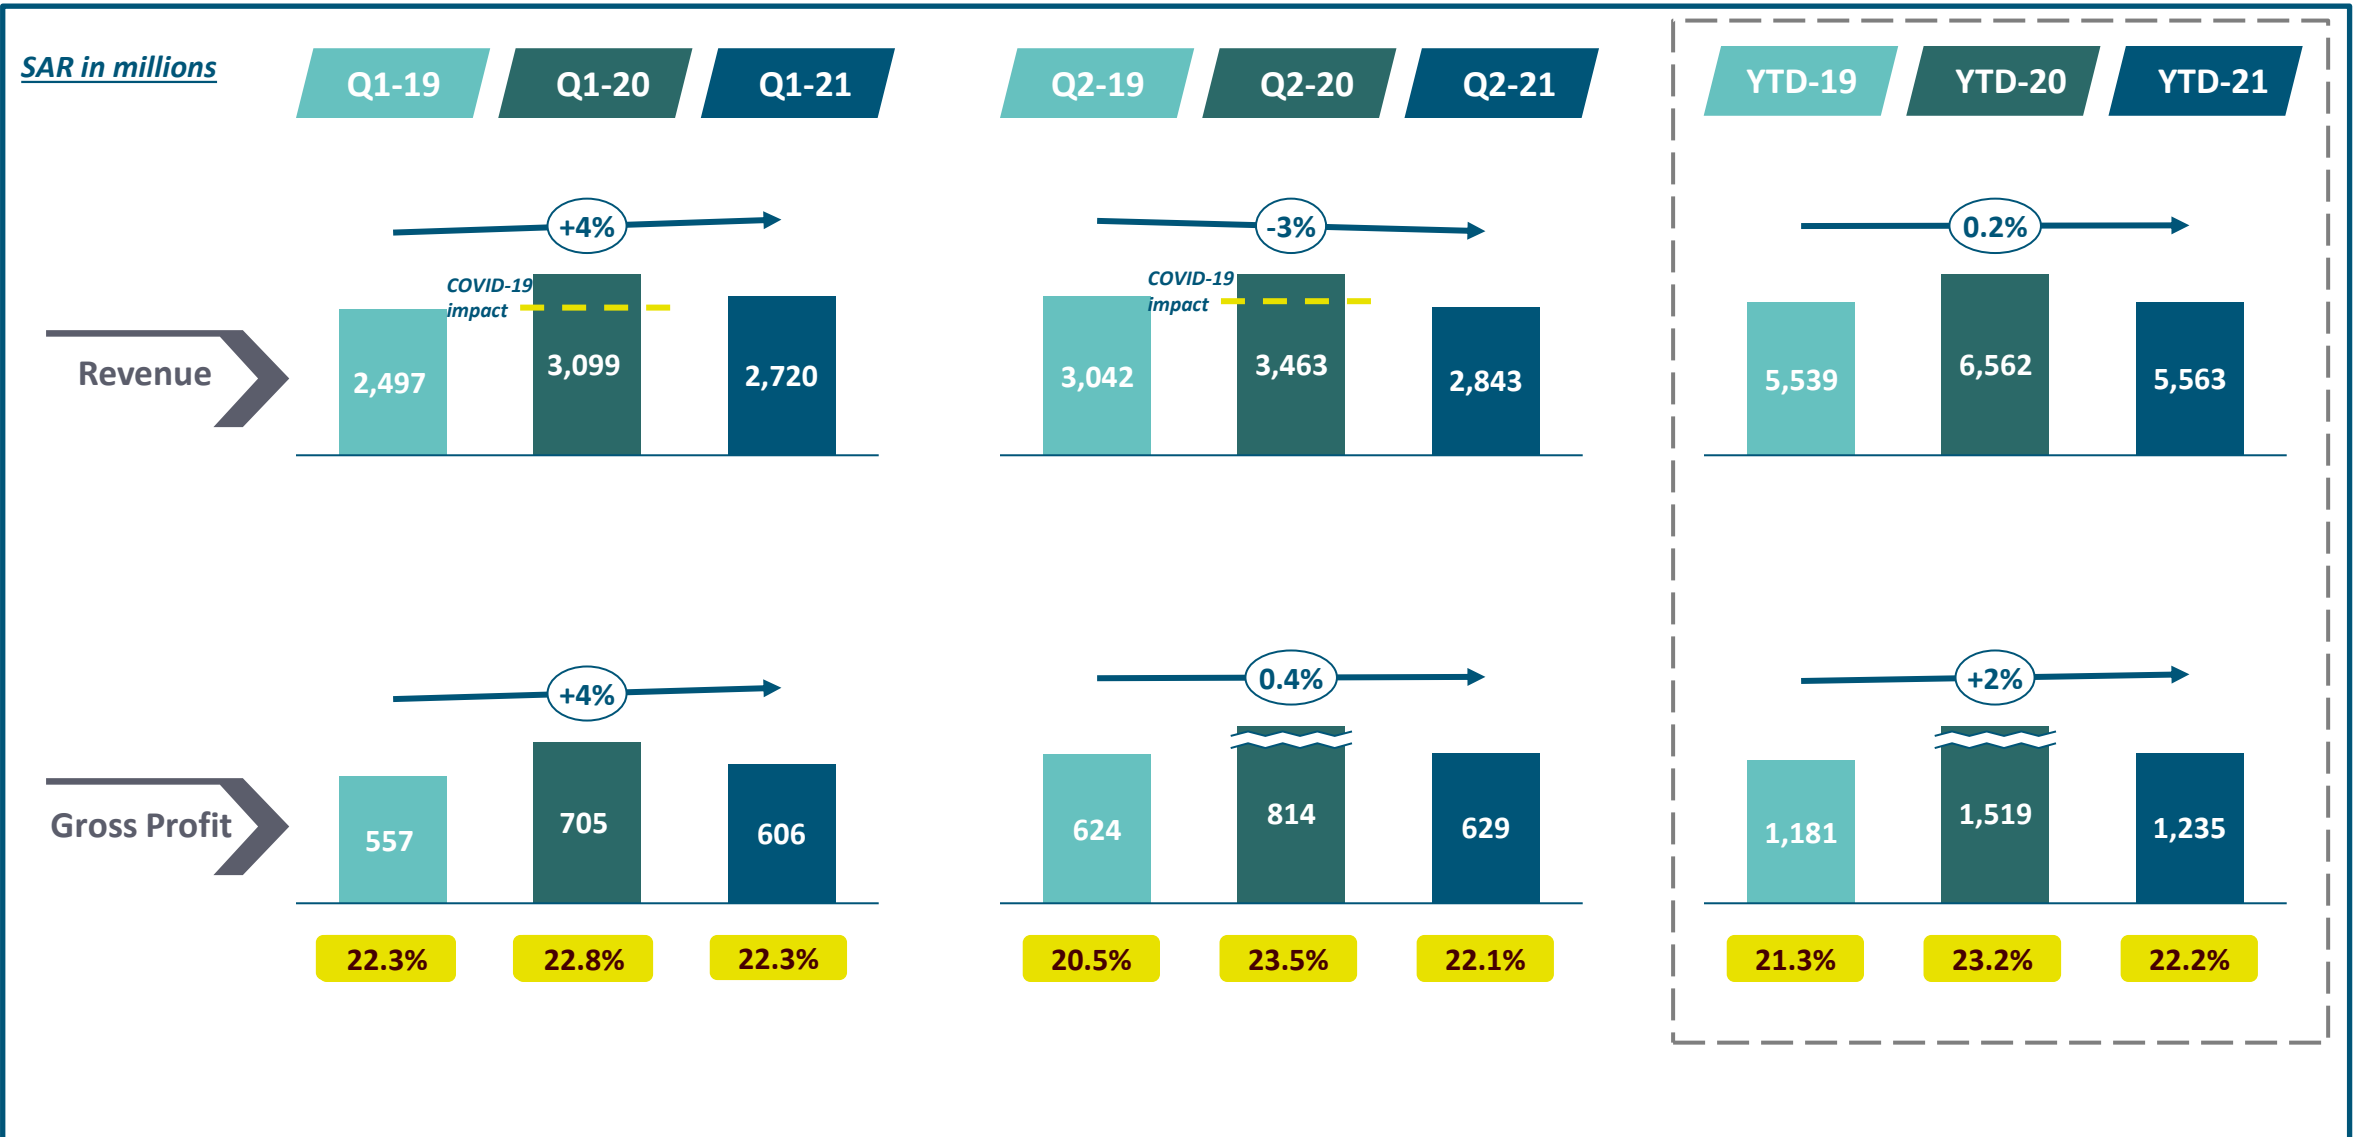 SAR in millions
Q1-19 Q1-20 Q1-21 Q2-19 Q2-20 Q2-21 YTD-19 YTD-20 YTD-21
+4% -3% 0.2%
COVID-19 COVID-19
impact impact
Revenue
2,497 3,099 2,720 3,042 3,463 2,843 5,539 6,562 5,563
+4% 0.4% +2%
Gross Profit
557 705 606 624 814 629 1,181 1,519 1,235
22.3% 22.8% 22.3% 20.5% 23.5% 22.1% 21.3% 23.2% 22.2%